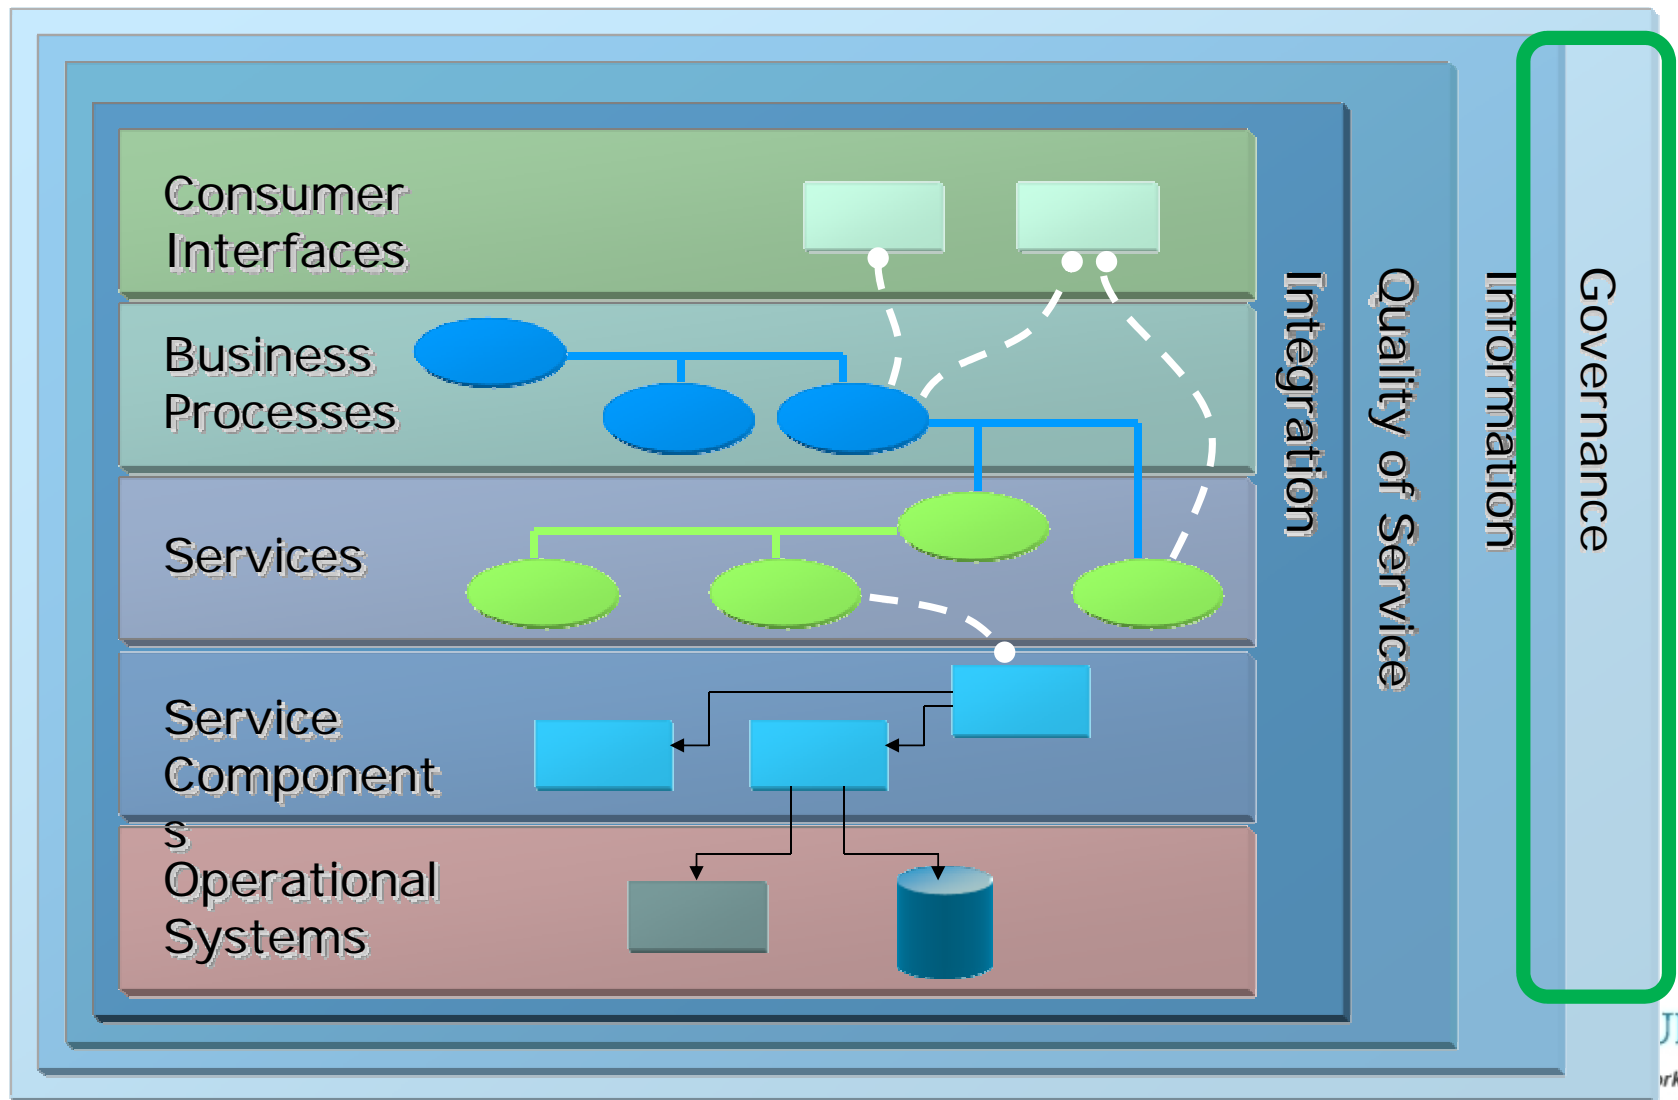 Consumer
Interfaces
Business
Processes
Services
Service
Component
s
Operational
Systems
Integration
Quality of Service
Information
Governance